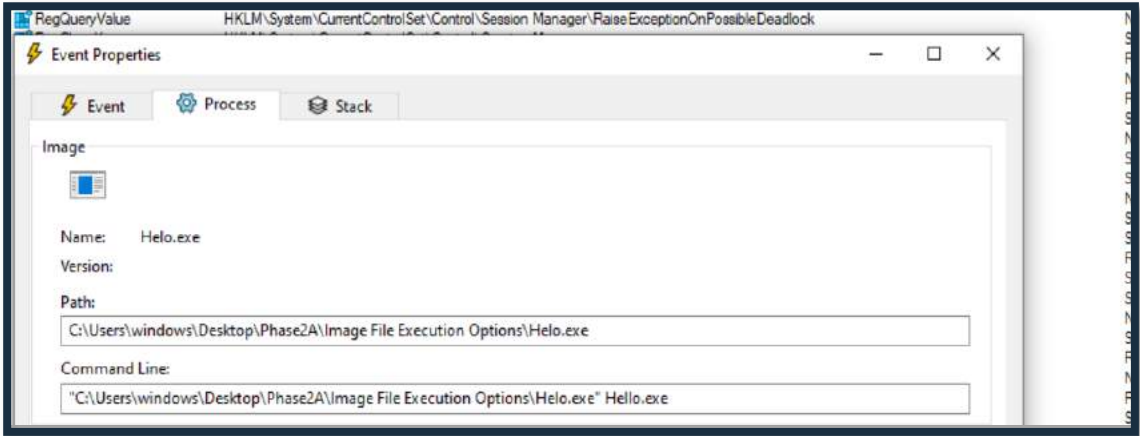 RegQueryValue HKLM\System\CurrentControlSet\Control\Session Manager\RaiseExceptionOnPossibleDeadlock
Event Properties
Event Process Stack
Image
Name: Helo.exe
Version:
Path:
C:\Users\windows\Desktop\Phase2A\Image File Execution Options\Helo.exe
Command Line:
"C:\Users\windows\Desktop\Phase2A\Image File Execution Options\Helo.exe" Hello.exe